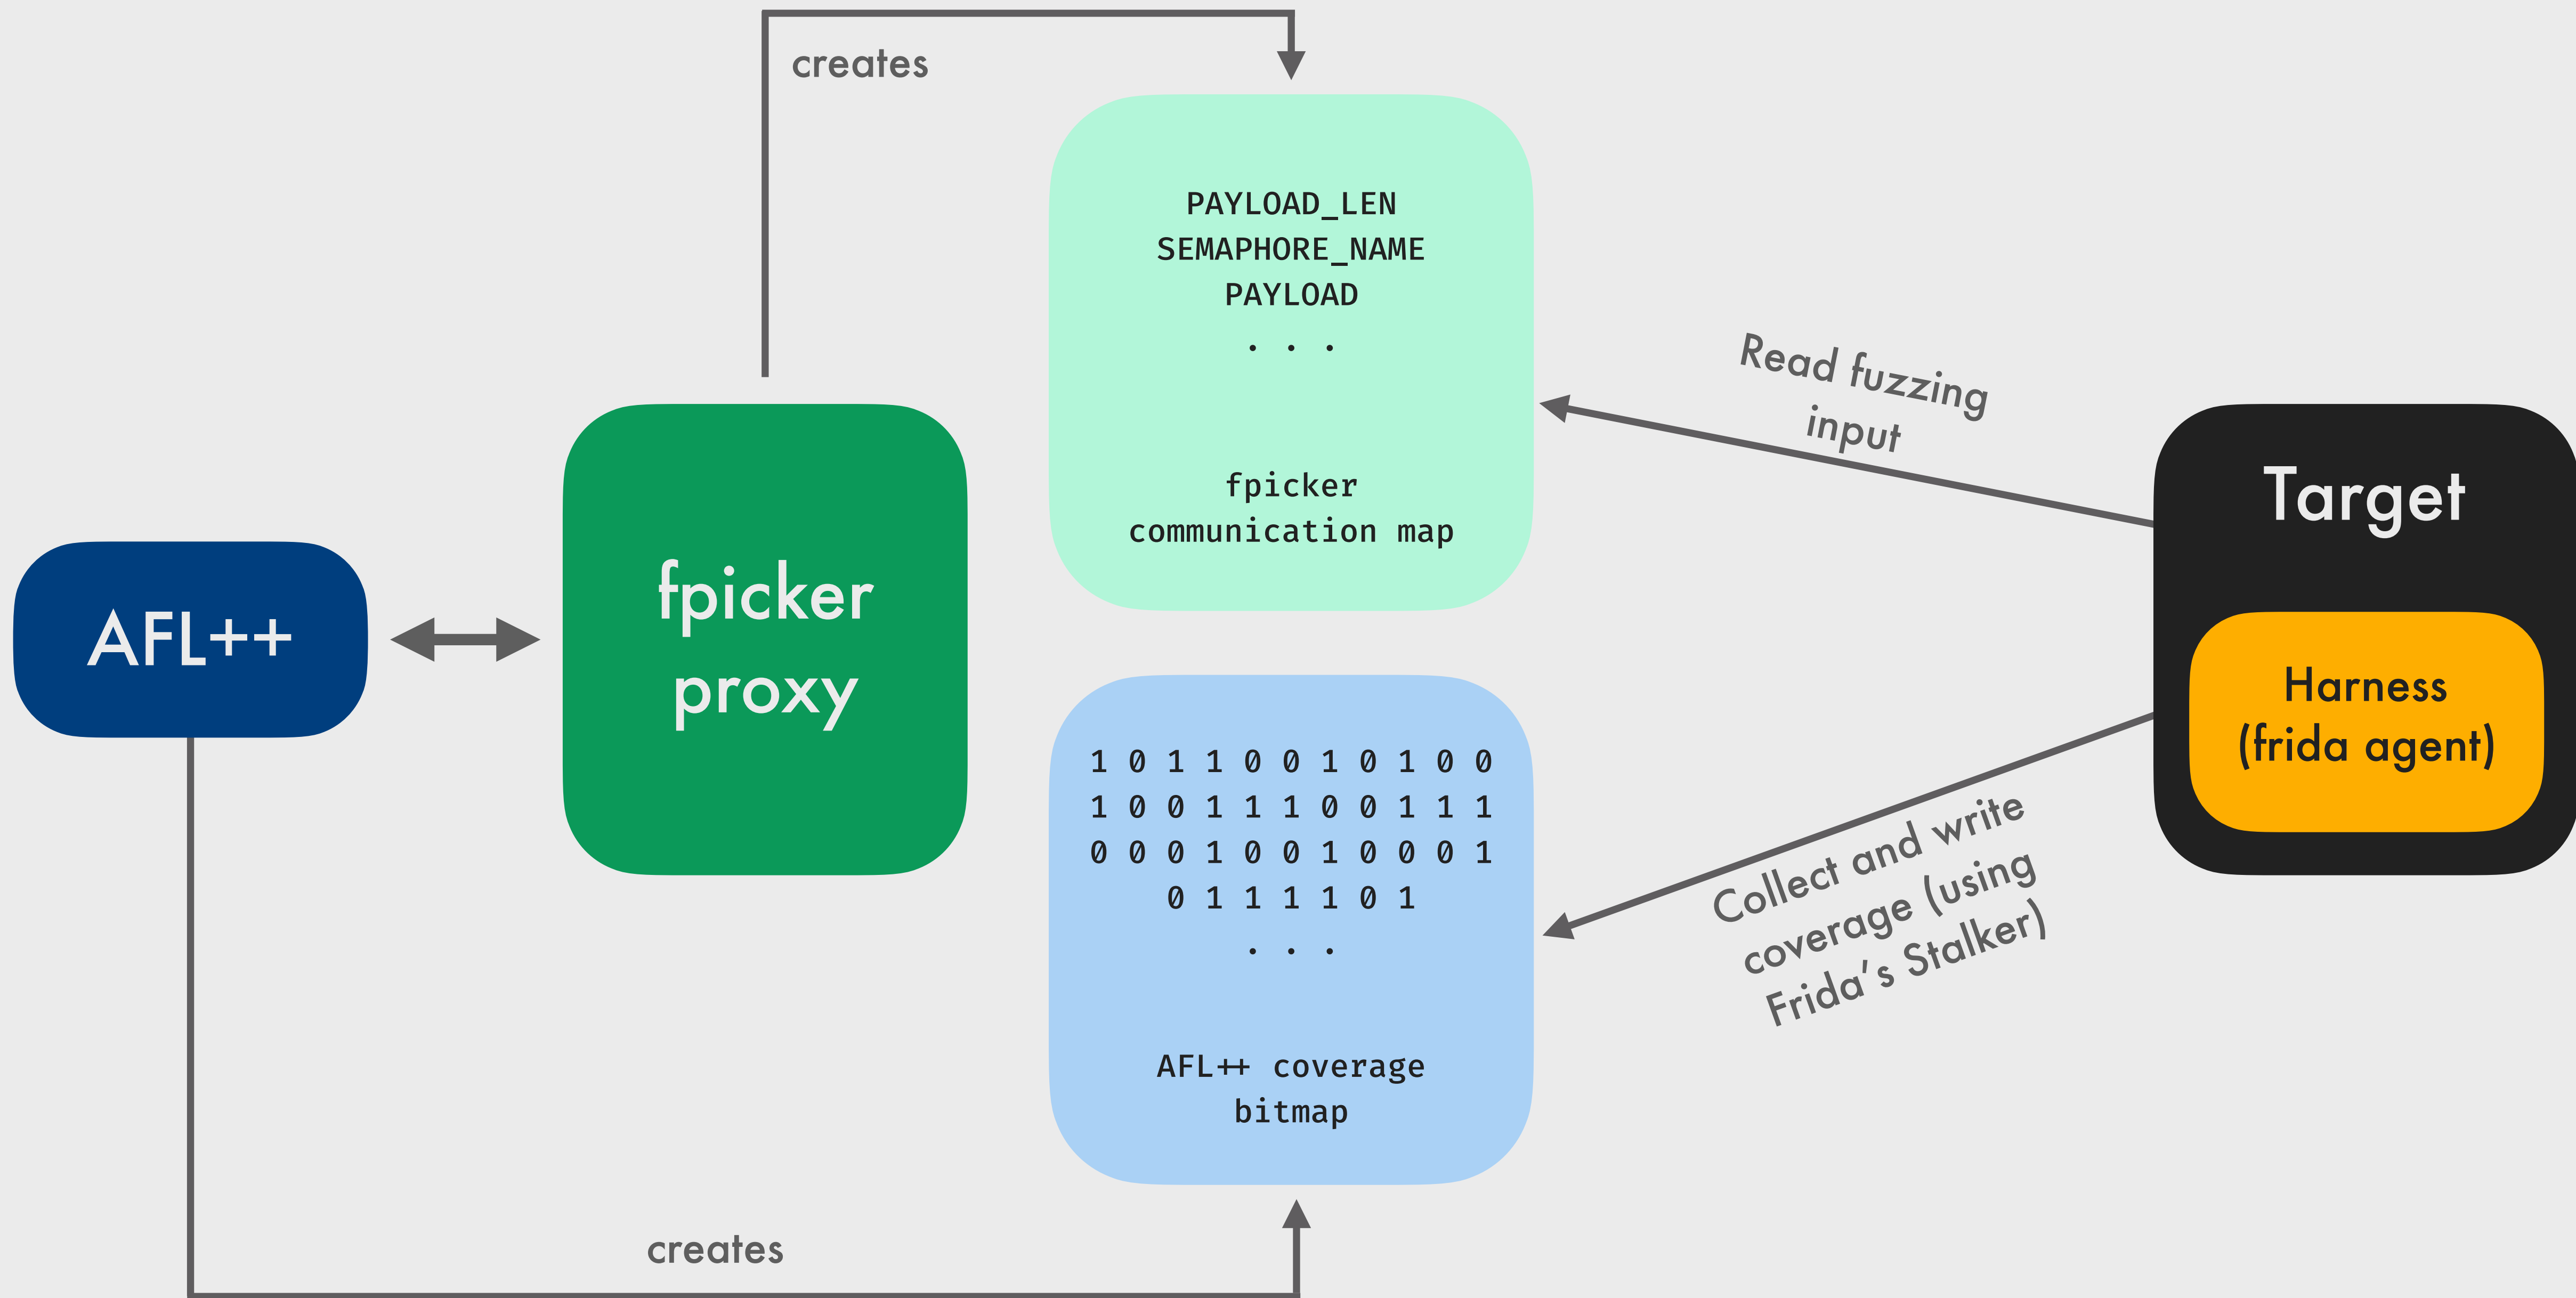 creates
PAYLOAD_LEN
SEMAPHORE_NAME
PAYLOAD
. . .
fpicker
communication map
Read fuzzing
input
Target
Harness
(frida agent)
AFL++
fpicker
proxy
1 0 1 1 0 0 1 0 1 0 0
1 0 0 1 1 1 0 0 1 1 1
0 0 0 1 0 0 1 0 0 0 1
0 1 1 1 1 0 1
. . .
AFL++ coverage
bitmap
Collect and write
coverage (using
Frida’s Stalker)
creates